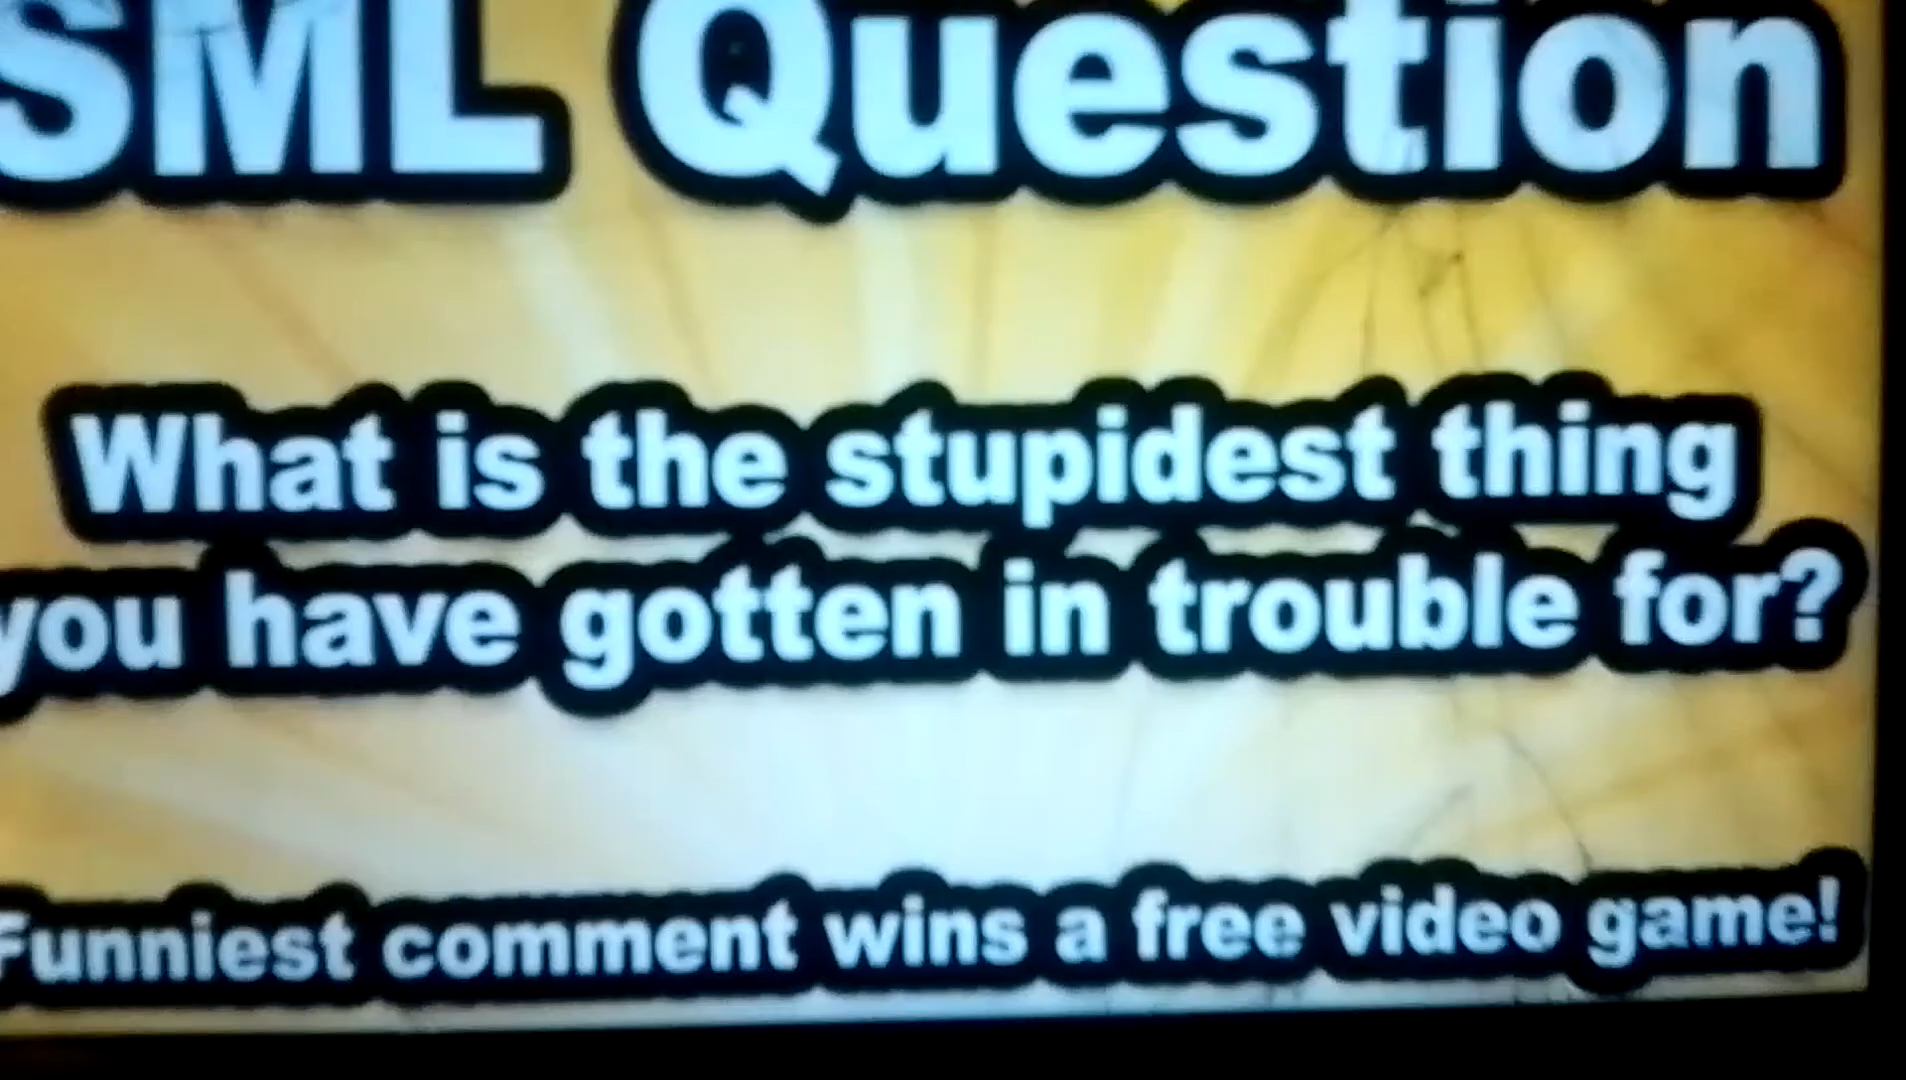 SML Question
What is the stupidest thing
you have gotten in trouble for?
Funniest comment wins a free video game!